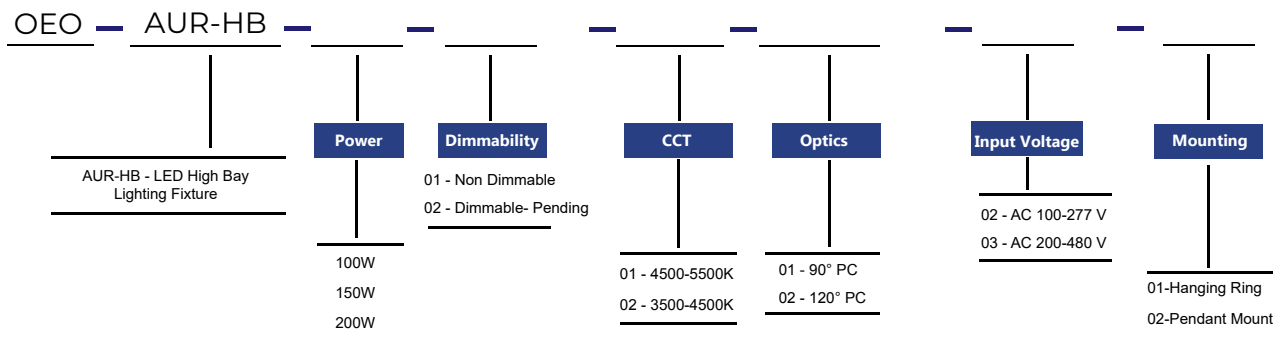 OEO — AUR-HB — — — — — —
AUR-HB - LED High Bay
Lighting Fixture
Power
100W
150W
200W
Dimmability
01 - Non Dimmable
02 - Dimmable- Pending
CCT
01 - 4500-5500K
02 - 3500-4500K
Optics
01 - 90° PC
02 - 120° PC
Input Voltage
02 - AC 100-277 V
03 - AC 200-480 V
Mounting
01-Hanging Ring
02-Pendant Mount